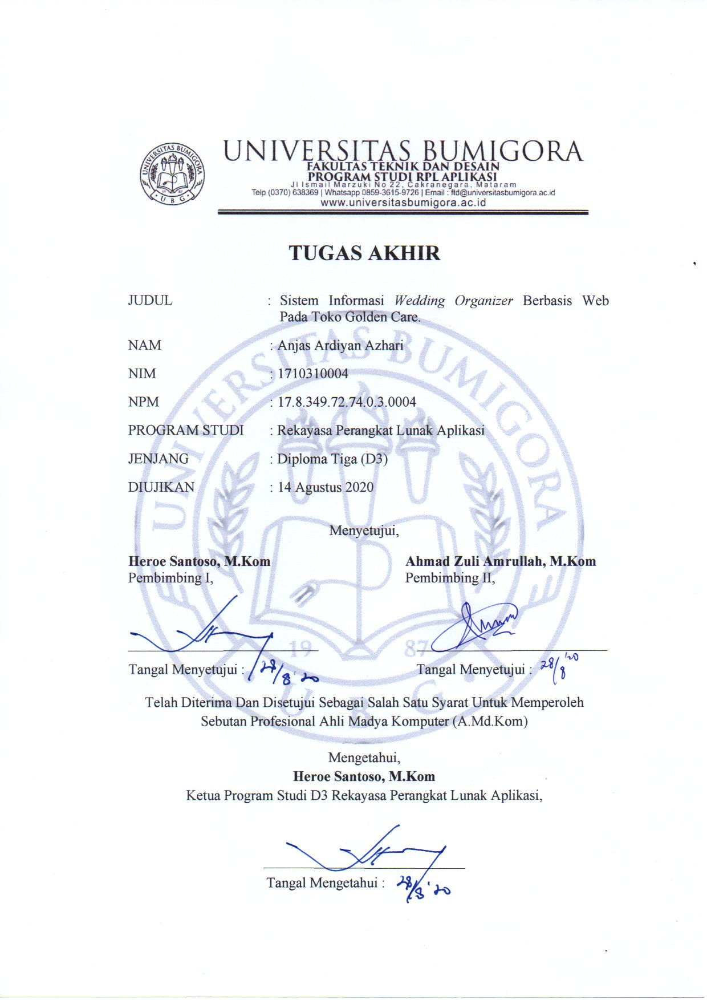 UNIVERSITAS BUMIGORA
FAKULTAS TEKNIK DAN DESAIN
PROGRAM STUDI RPL APLIKASI
Jl Ismail Marzuki No 22, Cakranegara, Mataram
Telp (0370) 638369 | Whatsapp 0859-3615-9726 | Email : ftd@universitasbumigora.ac.id
www.universitasbumigora.ac.id
UNIVERSITAS BUMIGORA
19 87
U B G
TUGAS AKHIR
JUDUL : Sistem Informasi Wedding Organizer Berbasis Web
Pada Toko Golden Care.
NAM : Anjas Ardiyan Azhari
NIM : 1710310004
NPM : 17.8.349.72.74.0.3.0004
PROGRAM STUDI : Rekayasa Perangkat Lunak Aplikasi
JENJANG : Diploma Tiga (D3)
DIUJIKAN : 14 Agustus 2020
UNIVERSITAS BUMIGORA
Menyetujui,
Heroe Santoso, M.Kom Ahmad Zuli Amrullah, M.Kom
Pembimbing I, Pembimbing II,
19 87
Tangal Menyetujui : 28/8 '20 Tangal Menyetujui : 28/8 '20
U B G
Telah Diterima Dan Disetujui Sebagai Salah Satu Syarat Untuk Memperoleh
Sebutan Profesional Ahli Madya Komputer (A.Md.Kom)
Mengetahui,
Heroe Santoso, M.Kom
Ketua Program Studi D3 Rekayasa Perangkat Lunak Aplikasi,
Tangal Mengetahui : 28/8 '20